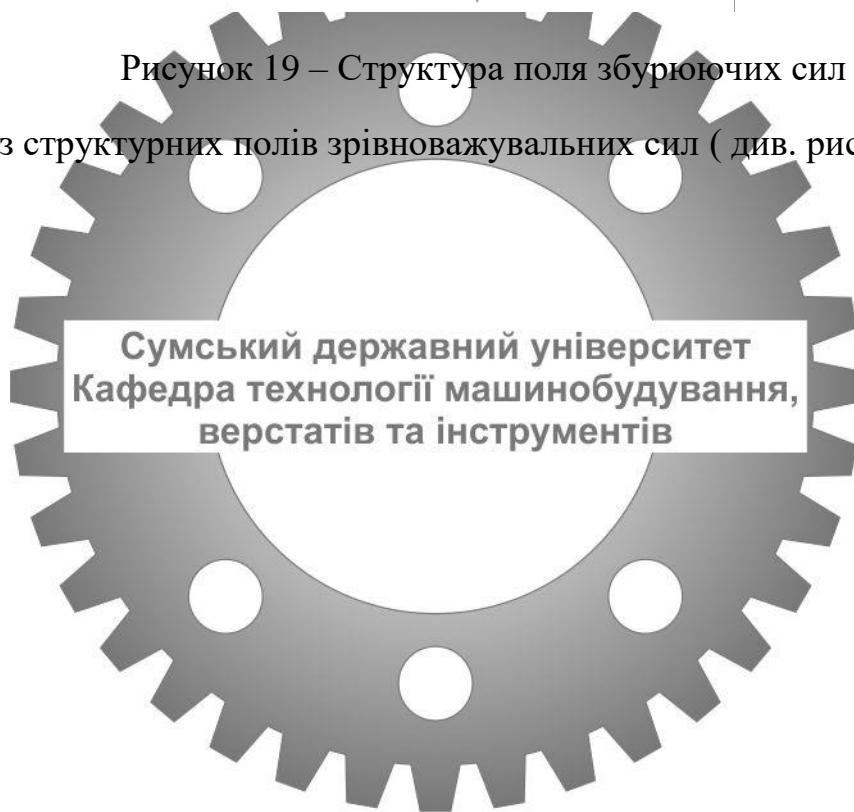 Рисунок 19 – Структура поля збурюючих сил
з структурних полів зрівноважувальних сил ( див. рис
Сумський державний університет
Кафедра технології машинобудування,
верстатів та інструментів